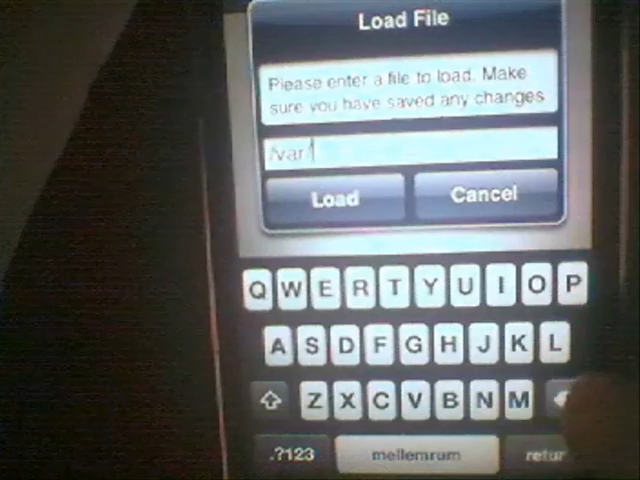 Load File
Please enter a file to load. Make
sure you have saved any changes
/var/
Load Cancel
Q W E R T Y U I O P
A S D F G H J K L
Z X C V B N M
.?123 mellemrum retur